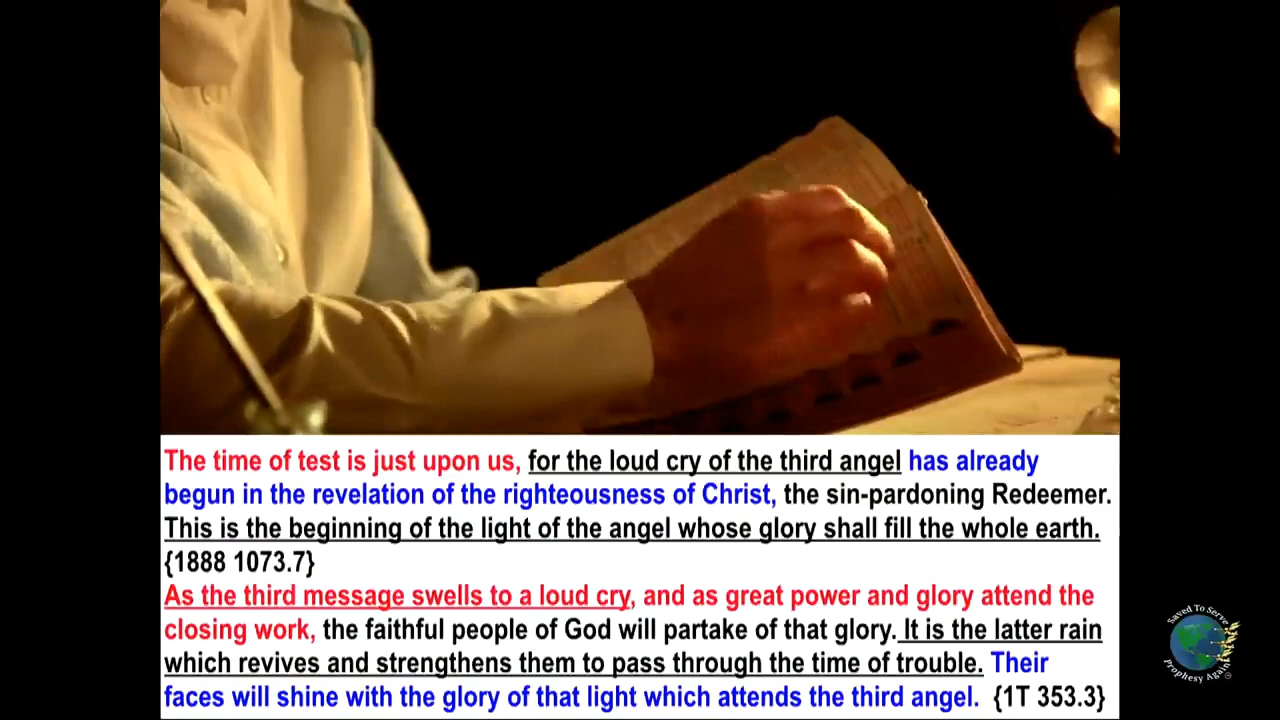 The time of test is just upon us, for the loud cry of the third angel has already
begun in the revelation of the righteousness of Christ, the sin-pardoning Redeemer.
This is the beginning of the light of the angel whose glory shall fill the whole earth.
{1888 1073.7}
As the third message swells to a loud cry, and as great power and glory attend the
closing work, the faithful people of God will partake of that glory. It is the latter rain
which revives and strengthens them to pass through the time of trouble. Their
faces will shine with the glory of that light which attends the third angel. {1T 353.3}
Saved To Serve
Prophesy Again